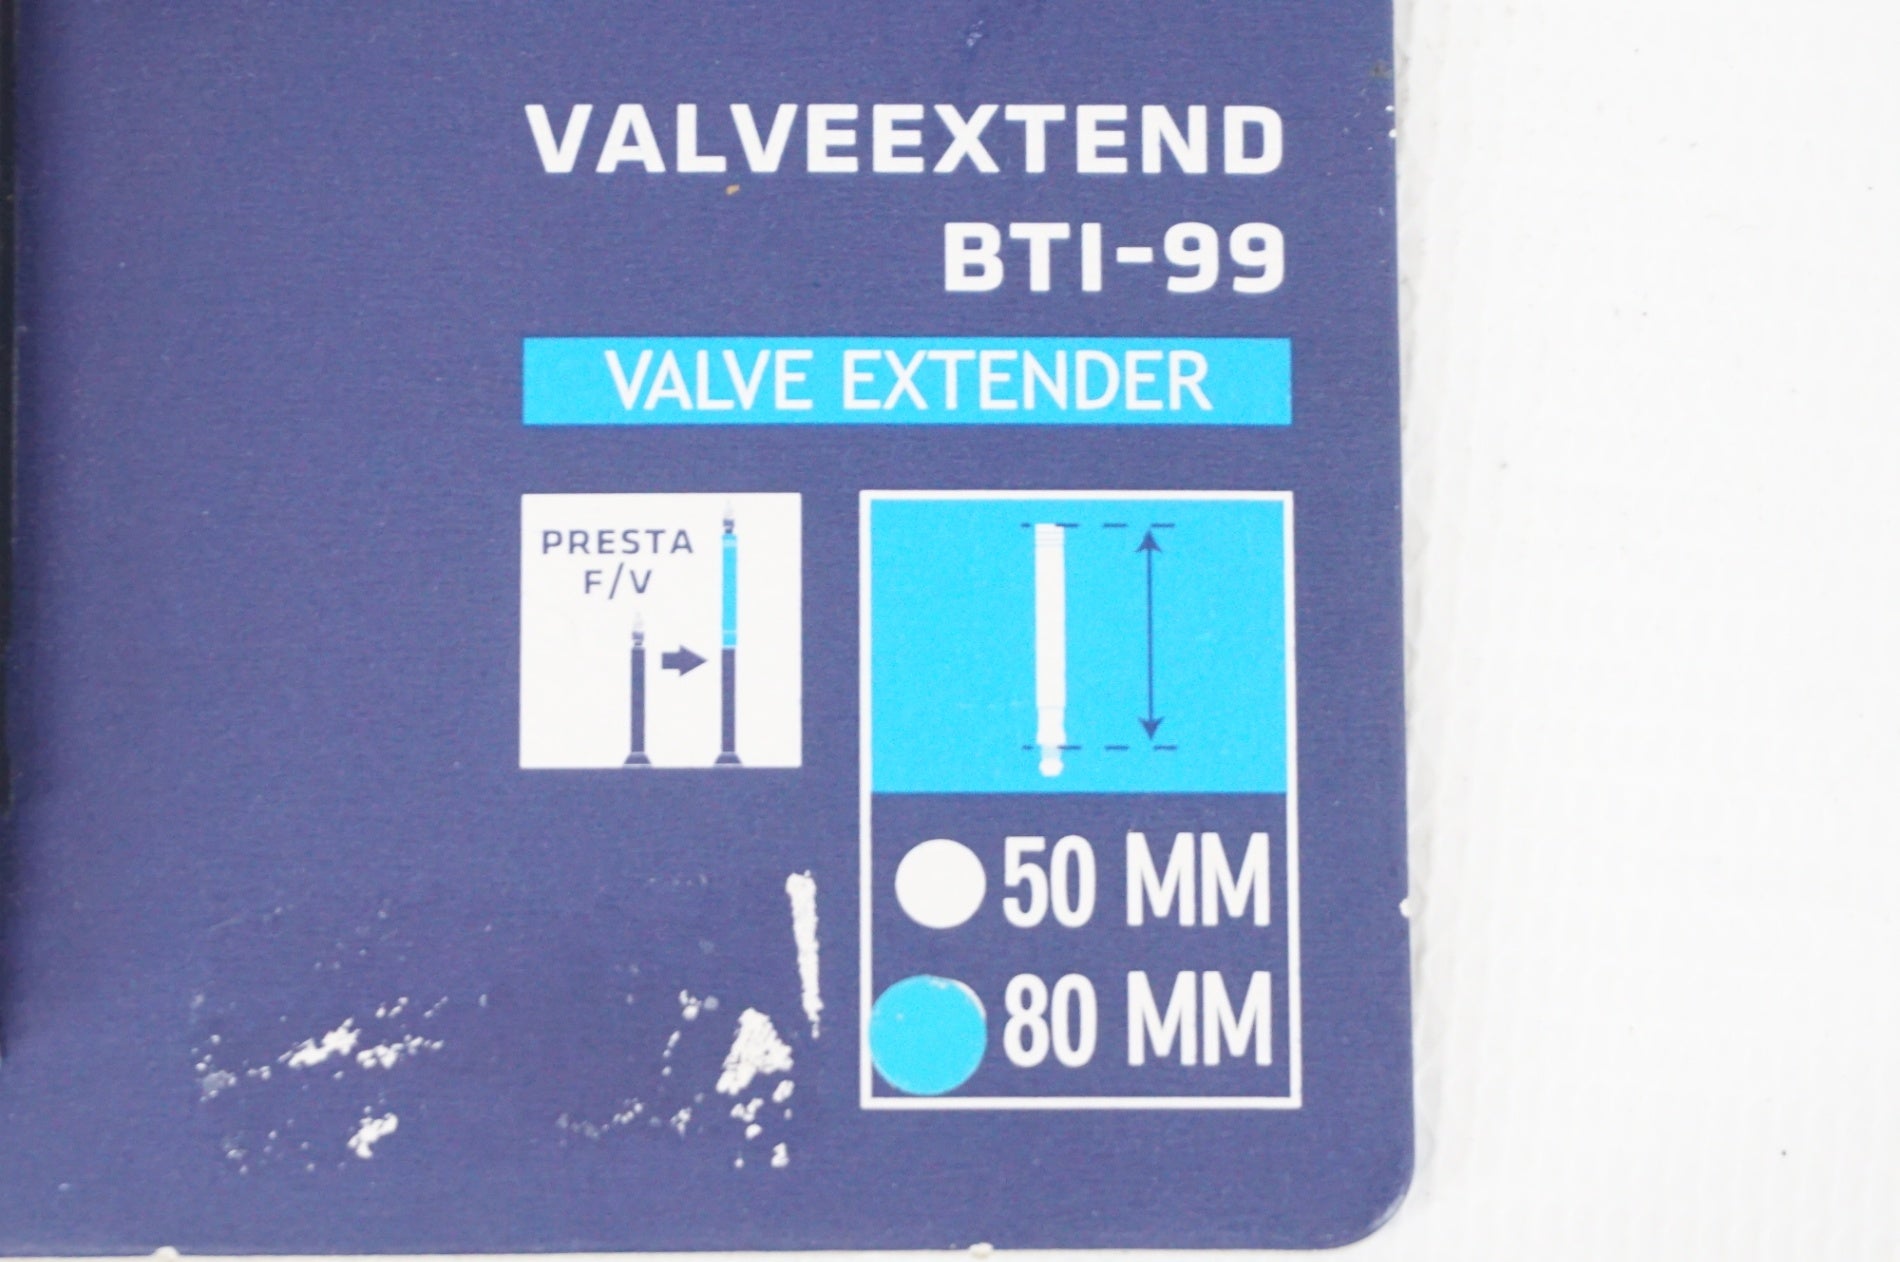 VALVEEXTEND
BTI-99
VALVE EXTENDER
PRESTA
F/V
50 MM
80 MM